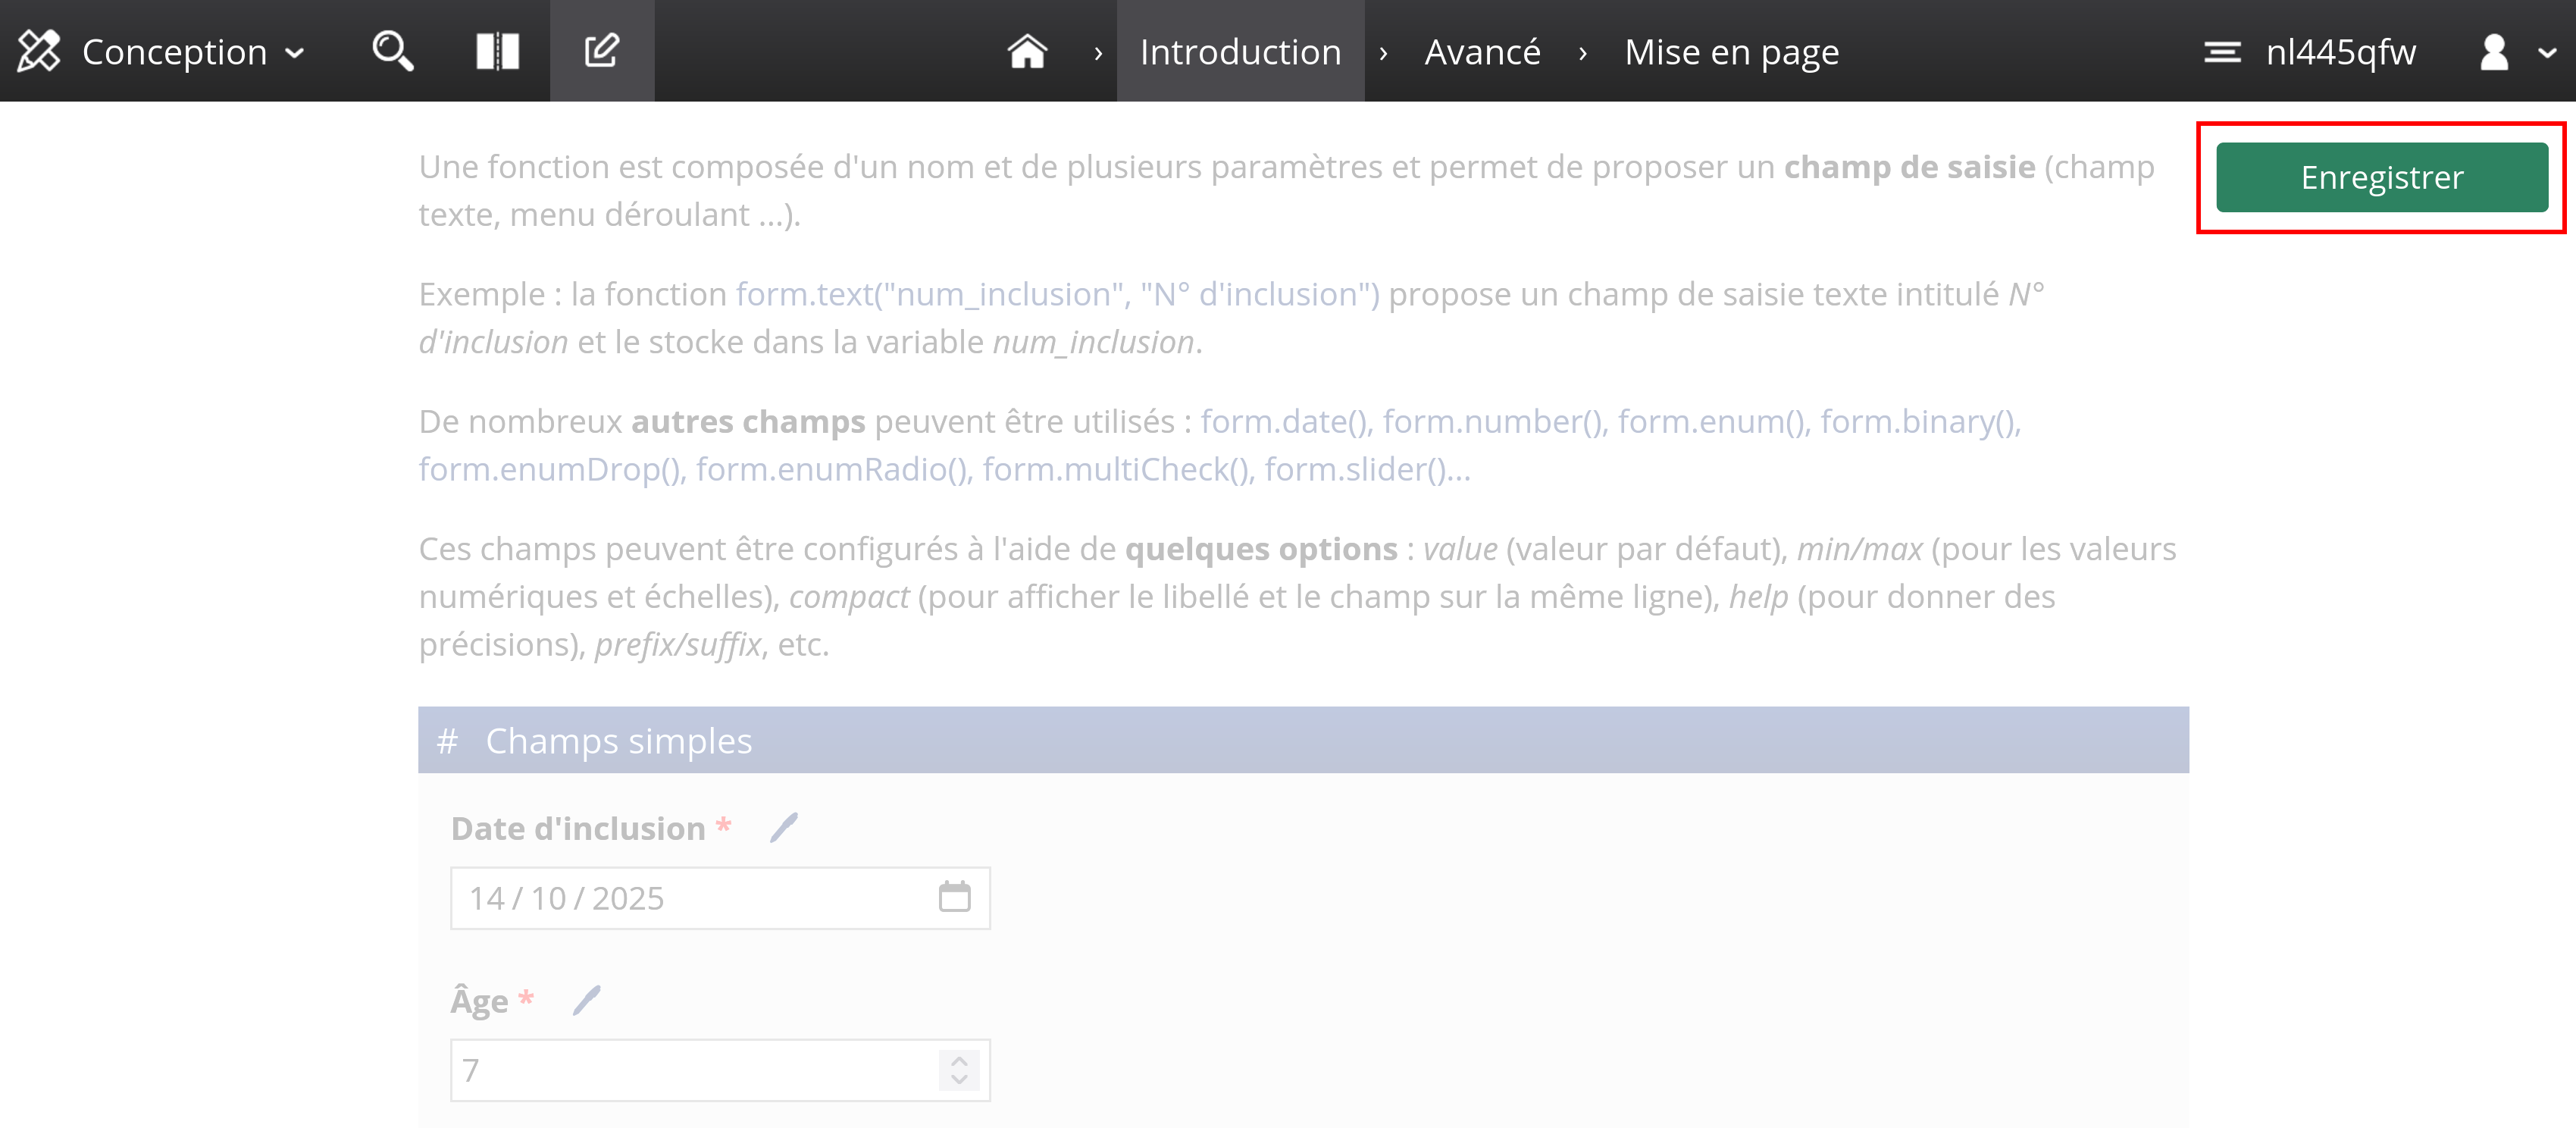 Conception
› Introduction › Avancé › Mise en page
nl445qfw
Enregistrer
Une fonction est composée d'un nom et de plusieurs paramètres et permet de proposer un champ de saisie (champ
texte, menu déroulant ...).
Exemple : la fonction form.text("num_inclusion", "N° d'inclusion") propose un champ de saisie texte intitulé N°
d'inclusion et le stocke dans la variable num_inclusion.
De nombreux autres champs peuvent être utilisés : form.date(), form.number(), form.enum(), form.binary(),
form.enumDrop(), form.enumRadio(), form.multiCheck(), form.slider()...
Ces champs peuvent être configurés à l'aide de quelques options : value (valeur par défaut), min/max (pour les valeurs
numériques et échelles), compact (pour afficher le libellé et le champ sur la même ligne), help (pour donner des
précisions), prefix/suffix, etc.
# Champs simples
Date d'inclusion *
14 / 10 / 2025
Âge *
7